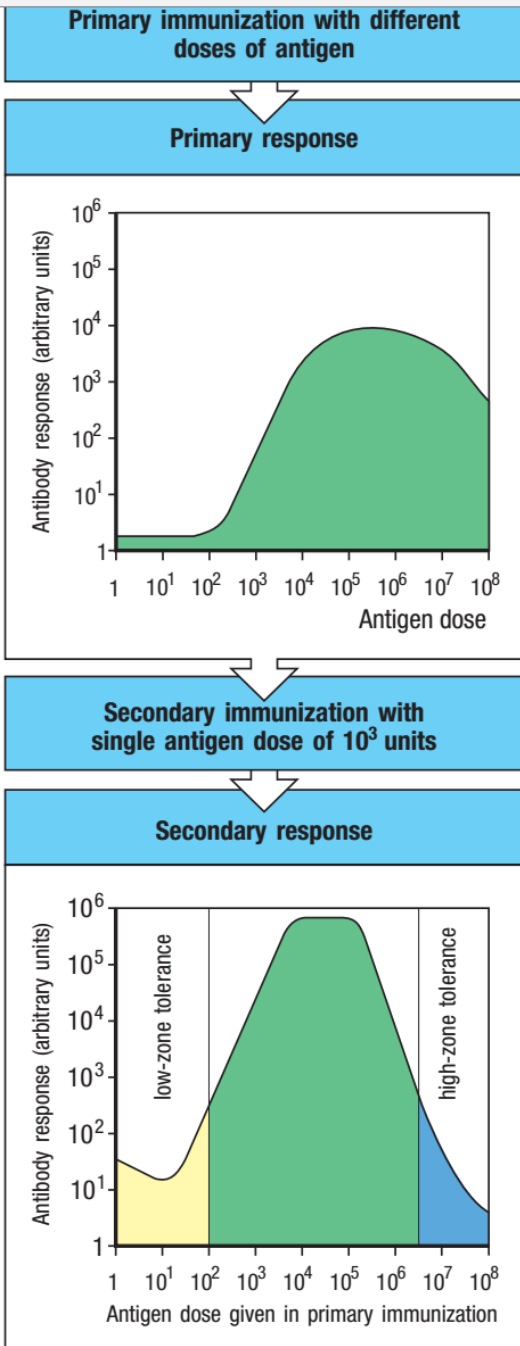 Primary immunization with different
doses of antigen
Primary response
Antibody response (arbitrary units)
10⁶
10⁵
10⁴
10³
10²
10¹
1
1 10¹ 10² 10³ 10⁴ 10⁵ 10⁶ 10⁷ 10⁸
Antigen dose
Secondary immunization with
single antigen dose of 10³ units
Secondary response
Antibody response (arbitrary units)
10⁶
10⁵
10⁴
10³
10²
10¹
1
low-zone tolerance
high-zone tolerance
1 10¹ 10² 10³ 10⁴ 10⁵ 10⁶ 10⁷ 10⁸
Antigen dose given in primary immunization